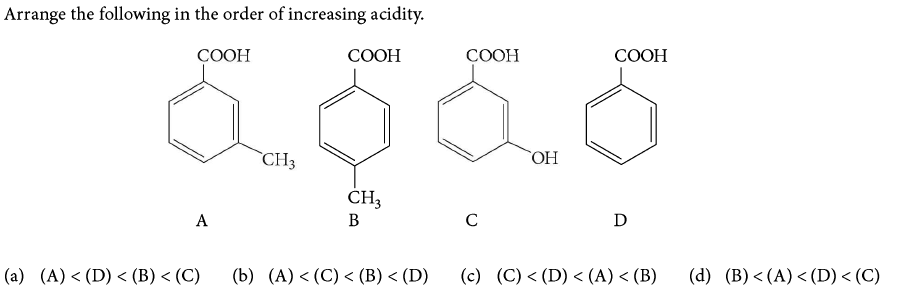 Arrange the following in the order of increasing acidity.
COOH COOH COOH COOH
CH₃ OH
CH₃
A B C D
(a) (A) < (D) < (B) < (C) (b) (A) < (C) < (B) < (D) (c) (C) < (D) < (A) < (B) (d) (B) < (A) < (D) < (C)